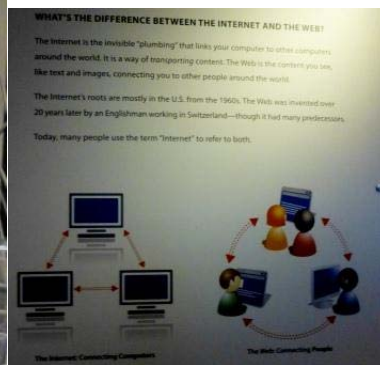 WHAT'S THE DIFFERENCE BETWEEN THE INTERNET AND THE WEB?
The Internet is the invisible "plumbing" that links your computer to other computers
around the world. It is a way of transporting content. The Web is the content you see,
like text and images, connecting you to other people around the world.
The Internet's roots are mostly in the U.S. from the 1960s. The Web was invented over
20 years later by an Englishman working in Switzerland—though it had many predecessors.
Today, many people use the term "Internet" to refer to both.
The Internet: Connecting Computers
The Web: Connecting People